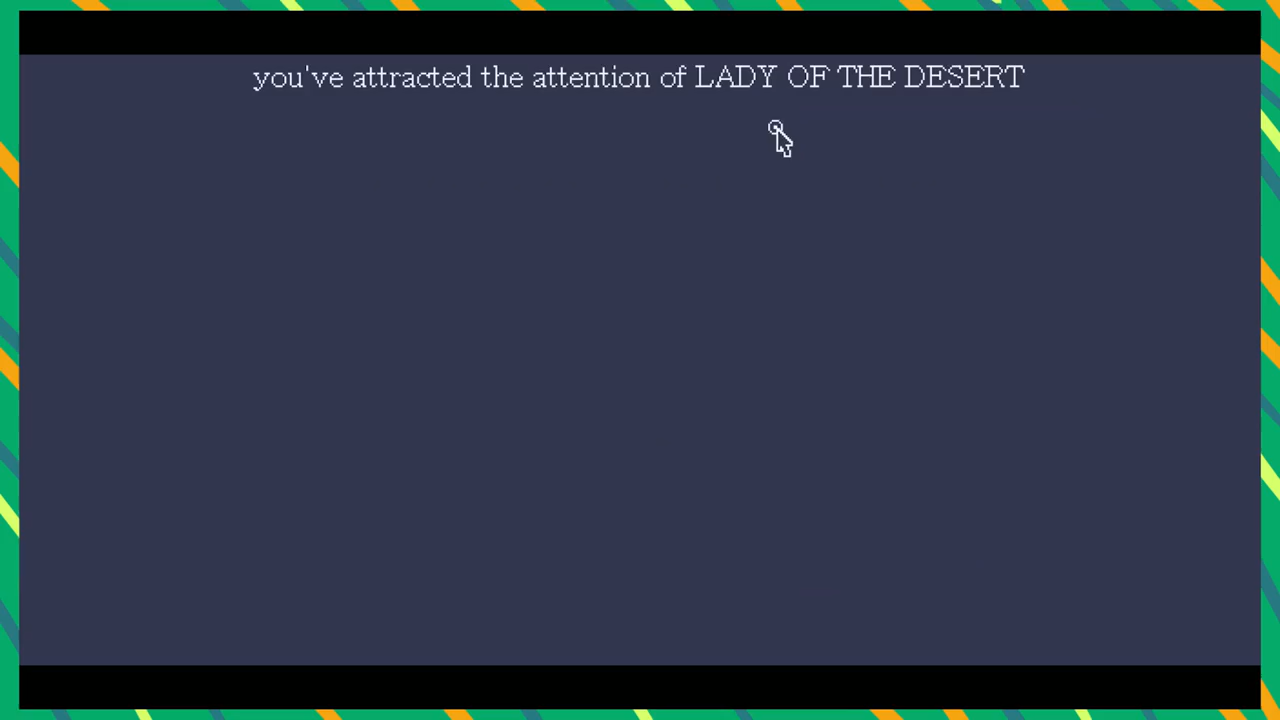 you've attracted the attention of LADY OF THE DESERT